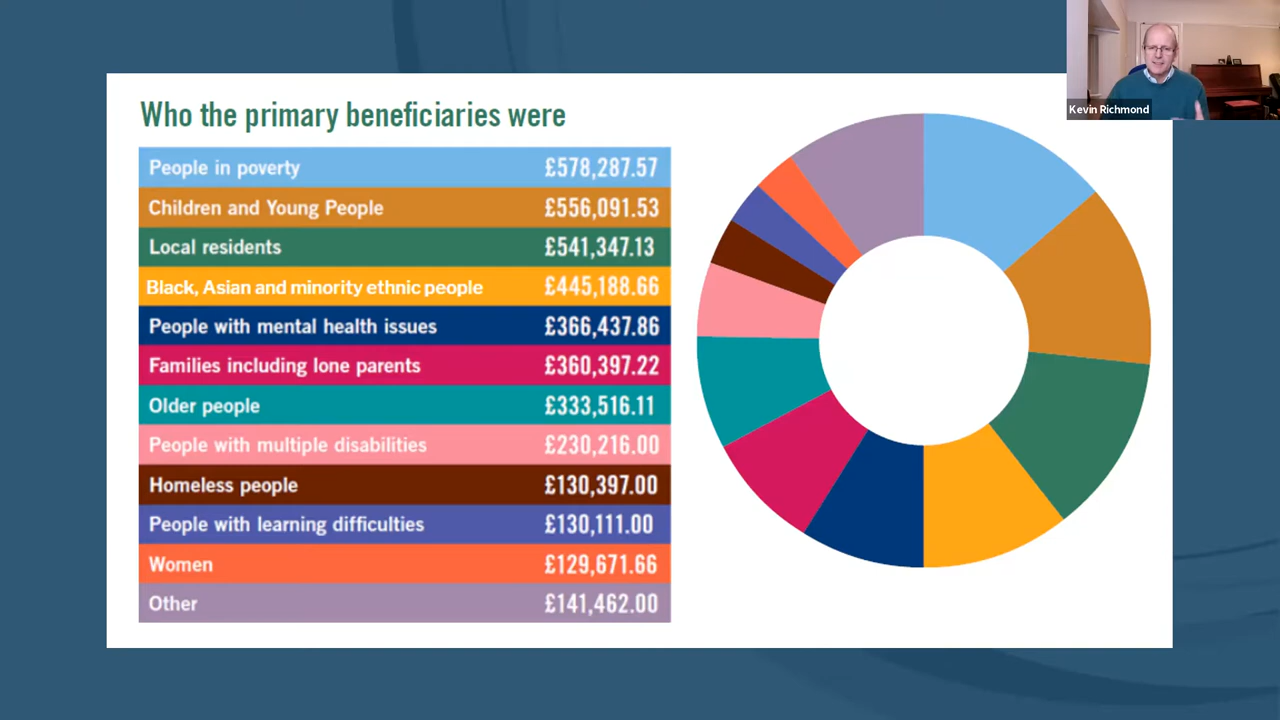 Who the primary beneficiaries were
People in poverty £578,287.57
Children and Young People £556,091.53
Local residents £541,347.13
Black, Asian and minority ethnic people £445,188.66
People with mental health issues £366,437.86
Families including lone parents £360,397.22
Older people £333,516.11
People with multiple disabilities £230,216.00
Homeless people £130,397.00
People with learning difficulties £130,111.00
Women £129,671.66
Other £141,462.00
Kevin Richmond